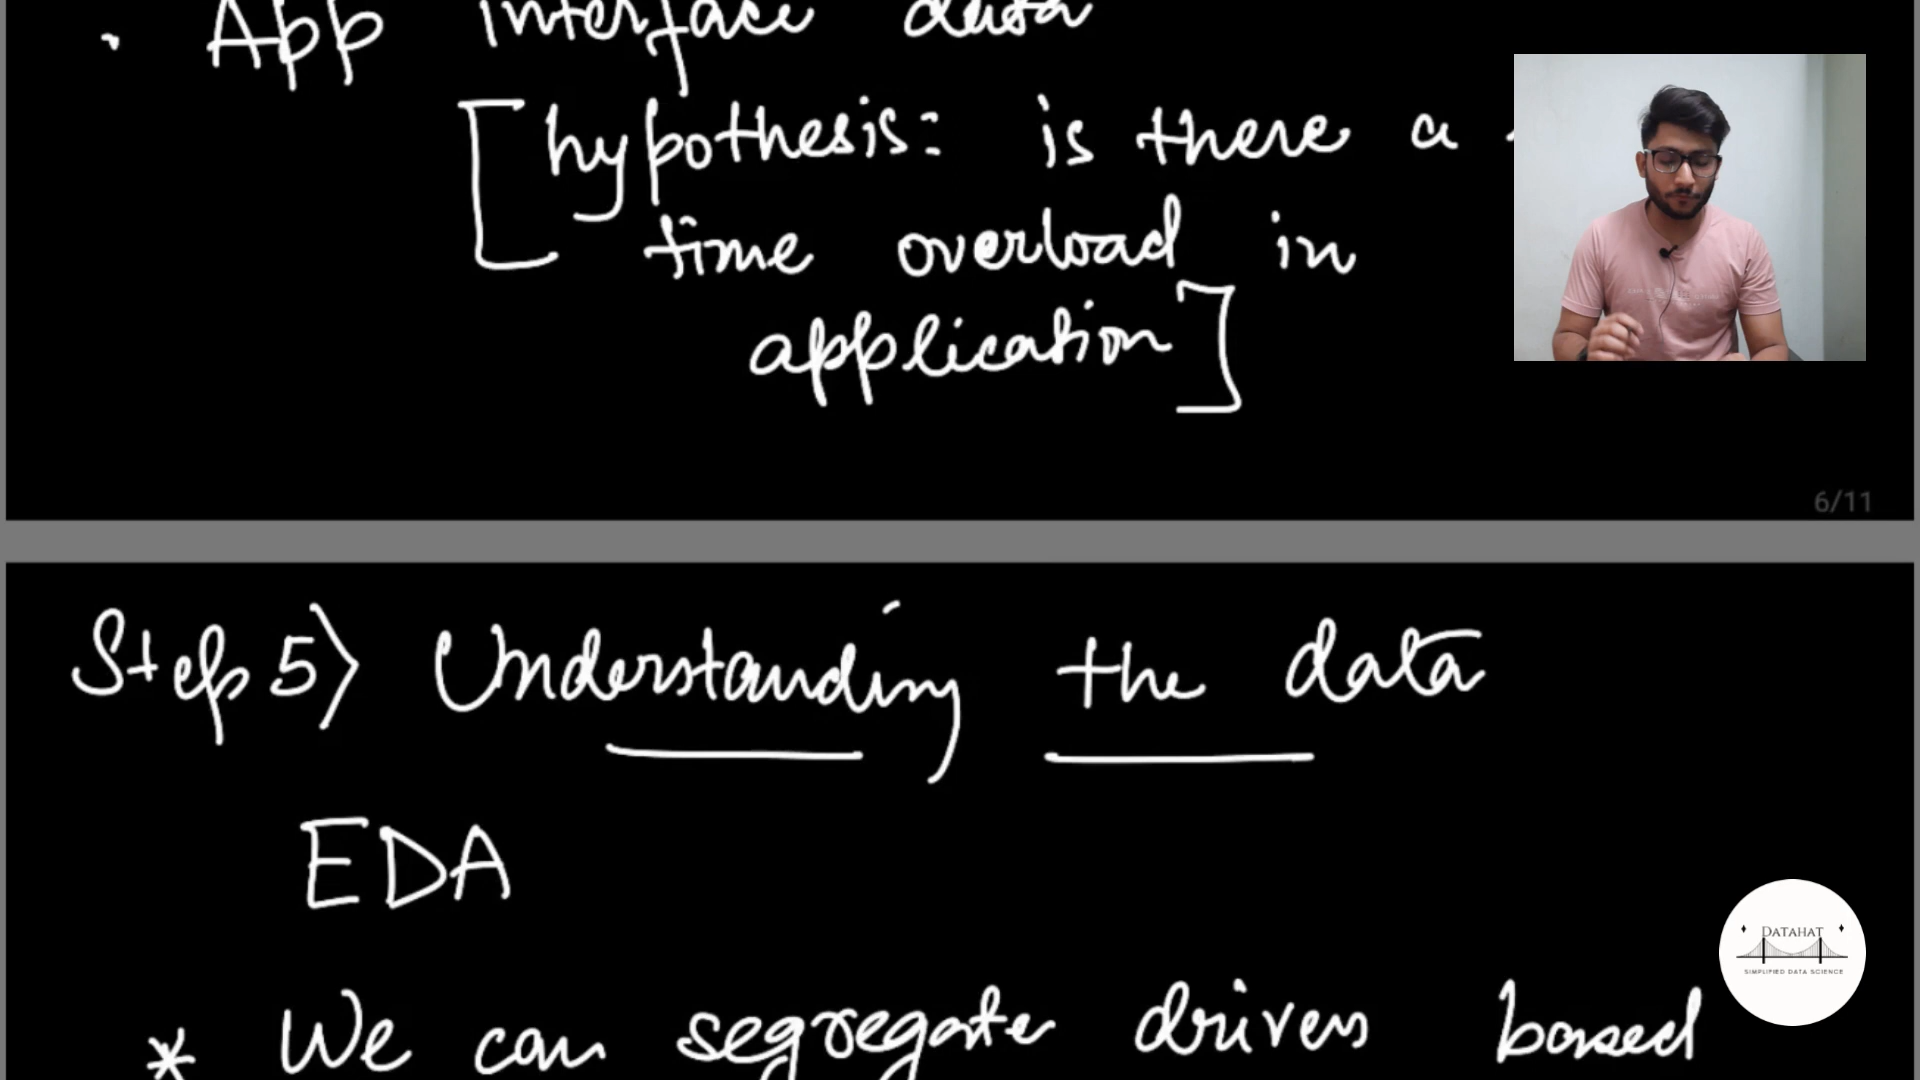 • App interface data
[hypothesis: is there a
time overload in
application]
6/11
Step 5) Understanding the data
EDA
* We can segregate drivers based
DATAHAT
SIMPLIFIED DATA SCIENCE